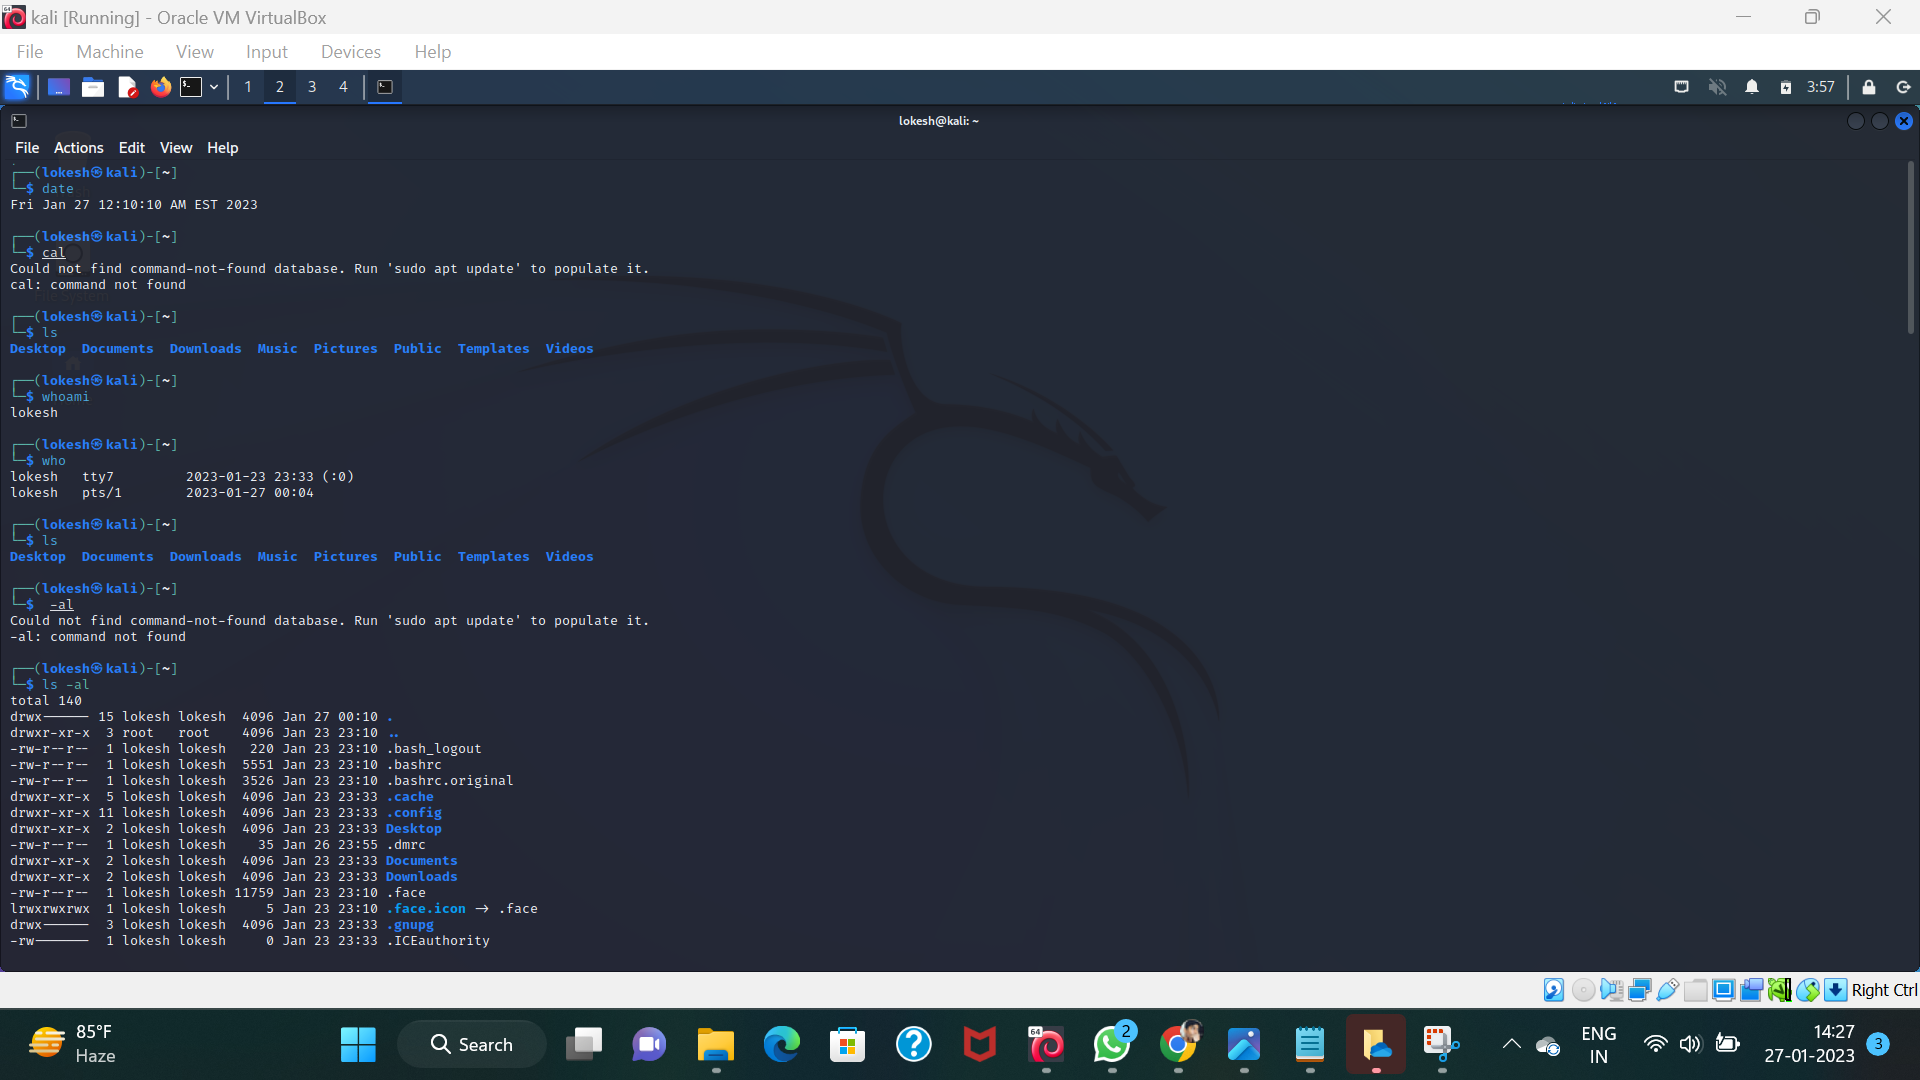 kali [Running] - Oracle VM VirtualBox
File Machine View Input Devices Help
1 2 3 4 3:57
lokesh@kali: ~
File Actions Edit View Help
┌──(lokesh㉿kali)-[~]
└─$ date
Fri Jan 27 12:10:10 AM EST 2023
┌──(lokesh㉿kali)-[~]
└─$ cal
Could not find command-not-found database. Run 'sudo apt update' to populate it.
cal: command not found
┌──(lokesh㉿kali)-[~]
└─$ ls
Desktop Documents Downloads Music Pictures Public Templates Videos
┌──(lokesh㉿kali)-[~]
└─$ whoami
lokesh
┌──(lokesh㉿kali)-[~]
└─$ who
lokesh tty7 2023-01-23 23:33 (:0)
lokesh pts/1 2023-01-27 00:04
┌──(lokesh㉿kali)-[~]
└─$ ls
Desktop Documents Downloads Music Pictures Public Templates Videos
┌──(lokesh㉿kali)-[~]
└─$ -al
Could not find command-not-found database. Run 'sudo apt update' to populate it.
-al: command not found
┌──(lokesh㉿kali)-[~]
└─$ ls -al
total 140
drwx------ 15 lokesh lokesh 4096 Jan 27 00:10 .
drwxr-xr-x 3 root root 4096 Jan 23 23:10 ..
-rw-r--r-- 1 lokesh lokesh 220 Jan 23 23:10 .bash_logout
-rw-r--r-- 1 lokesh lokesh 5551 Jan 23 23:10 .bashrc
-rw-r--r-- 1 lokesh lokesh 3526 Jan 23 23:10 .bashrc.original
drwxr-xr-x 5 lokesh lokesh 4096 Jan 23 23:33 .cache
drwxr-xr-x 11 lokesh lokesh 4096 Jan 23 23:33 .config
drwxr-xr-x 2 lokesh lokesh 4096 Jan 23 23:33 Desktop
-rw-r--r-- 1 lokesh lokesh 35 Jan 26 23:55 .dmrc
drwxr-xr-x 2 lokesh lokesh 4096 Jan 23 23:33 Documents
drwxr-xr-x 2 lokesh lokesh 4096 Jan 23 23:33 Downloads
-rw-r--r-- 1 lokesh lokesh 11759 Jan 23 23:10 .face
lrwxrwxrwx 1 lokesh lokesh 5 Jan 23 23:10 .face.icon → .face
drwx------ 3 lokesh lokesh 4096 Jan 23 23:33 .gnupg
-rw------- 1 lokesh lokesh 0 Jan 23 23:33 .ICEauthority
Right Ctrl
85°F
Haze
Search
64
2
ENG
IN
14:27
27-01-2023
3